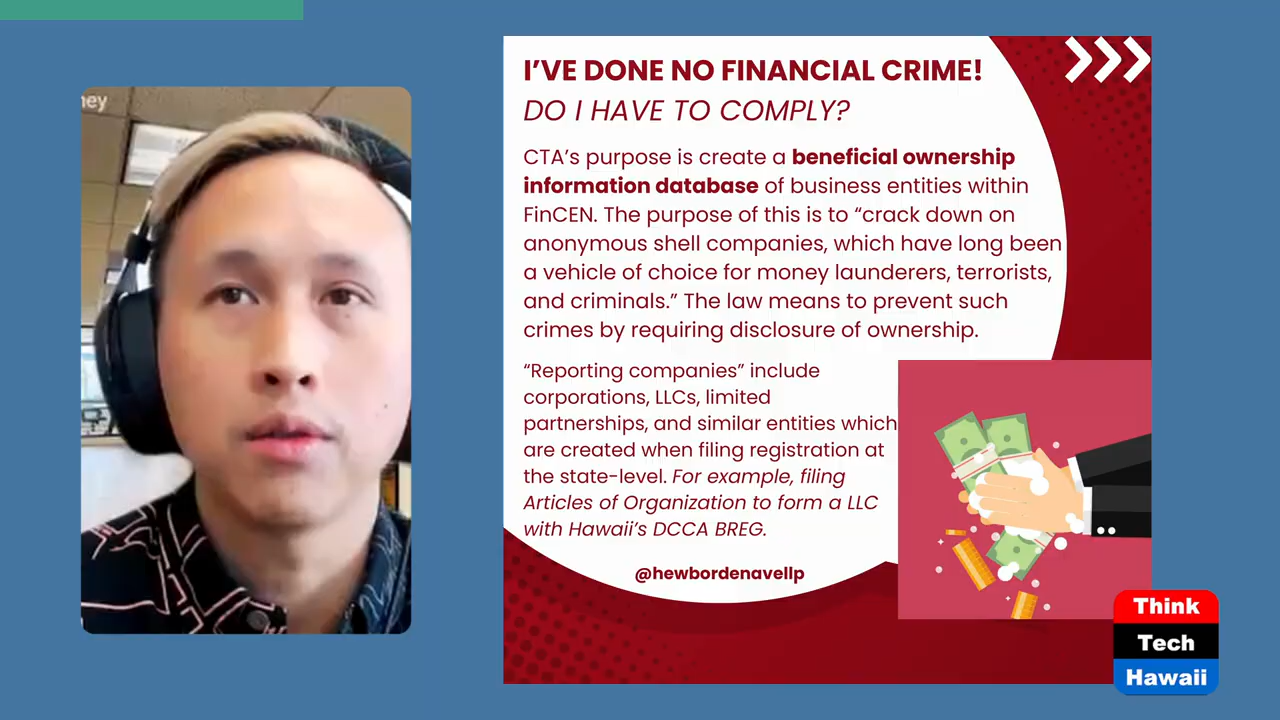 ney
I'VE DONE NO FINANCIAL CRIME!
DO I HAVE TO COMPLY?
CTA's purpose is create a beneficial ownership
information database of business entities within
FinCEN. The purpose of this is to “crack down on
anonymous shell companies, which have long been
a vehicle of choice for money launderers, terrorists,
and criminals.” The law means to prevent such
crimes by requiring disclosure of ownership.
“Reporting companies” include
corporations, LLCs, limited
partnerships, and similar entities which
are created when filing registration at
the state-level. For example, filing
Articles of Organization to form a LLC
with Hawaii's DCCA BREG.
@hewbordenavellp
Think
Tech
Hawaii